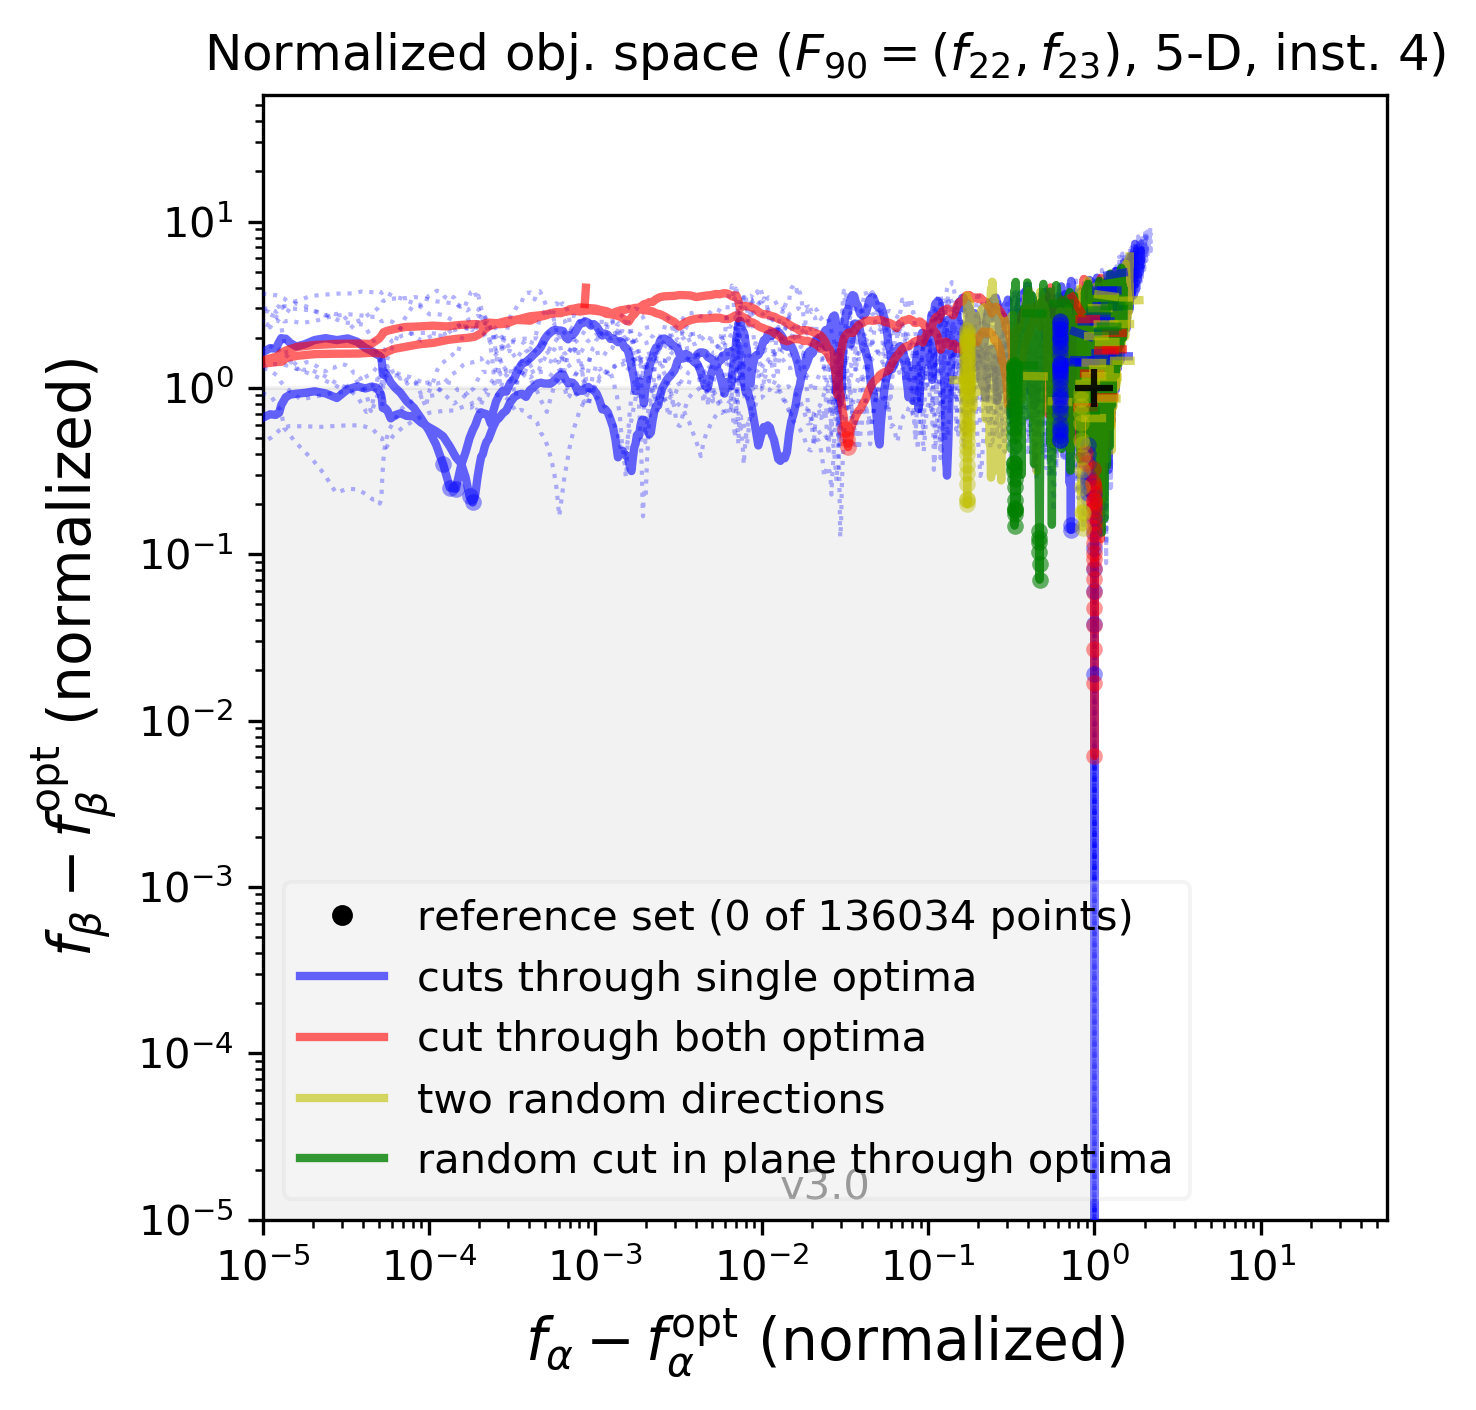 Normalized obj. space (F₉₀ = (f₂₂, f₂₃), 5-D, inst. 4)
f_β − f_β^opt (normalized)
10¹
10⁰
10⁻¹
10⁻²
10⁻³
10⁻⁴
10⁻⁵
reference set (0 of 136034 points)
cuts through single optima
cut through both optima
two random directions
random cut in plane through optima
v3.0
10⁻⁵ 10⁻⁴ 10⁻³ 10⁻² 10⁻¹ 10⁰ 10¹
f_α − f_α^opt (normalized)